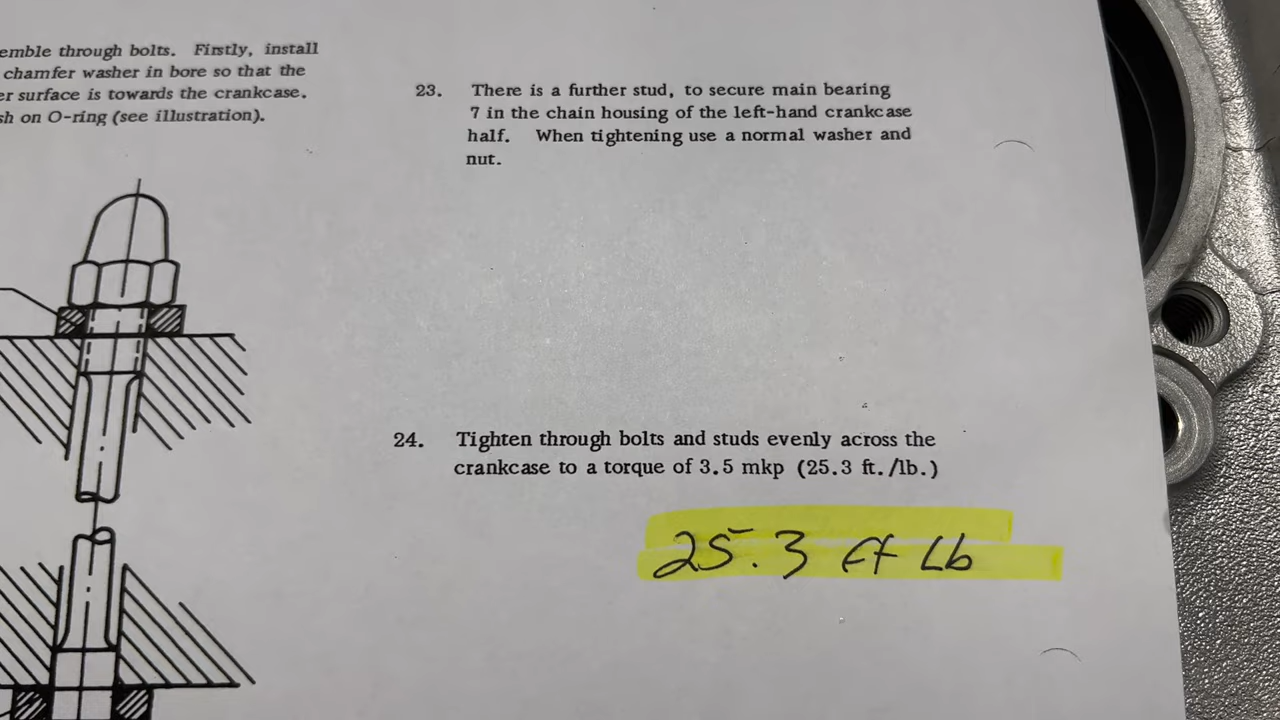 emble through bolts. Firstly, install
chamfer washer in bore so that the
er surface is towards the crankcase.
sh on O-ring (see illustration).
23. There is a further stud, to secure main bearing
7 in the chain housing of the left-hand crankcase
half. When tightening use a normal washer and
nut.
24. Tighten through bolts and studs evenly across the
crankcase to a torque of 3.5 mkp (25.3 ft./lb.)
25.3 ft Lb